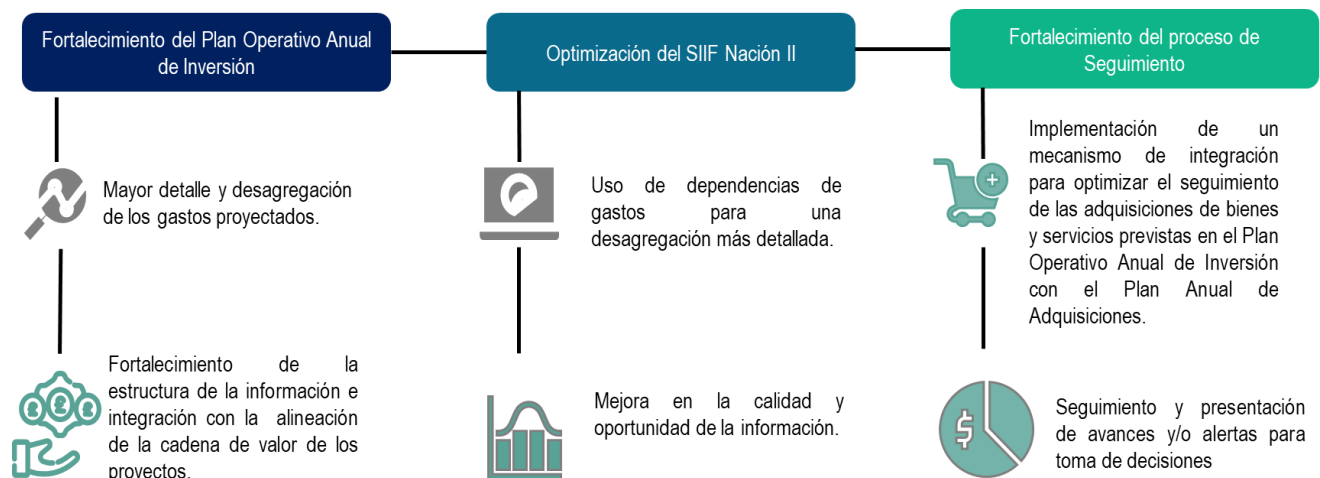 Fortalecimiento del Plan Operativo Anual
de Inversión
Mayor detalle y desagregación
de los gastos proyectados.
Fortalecimiento de la
estructura de la información e
integración con la alineación
de la cadena de valor de los
proyectos.
Optimización del SIIF Nación II
Uso de dependencias de
gastos para una
desagregación más detallada.
Mejora en la calidad y
oportunidad de la información.
Fortalecimiento del proceso de
Seguimiento
Implementación de un
mecanismo de integración
para optimizar el seguimiento
de las adquisiciones de bienes
y servicios previstas en el Plan
Operativo Anual de Inversión
con el Plan Anual de
Adquisiciones.
Seguimiento y presentación
de avances y/o alertas para
toma de decisiones